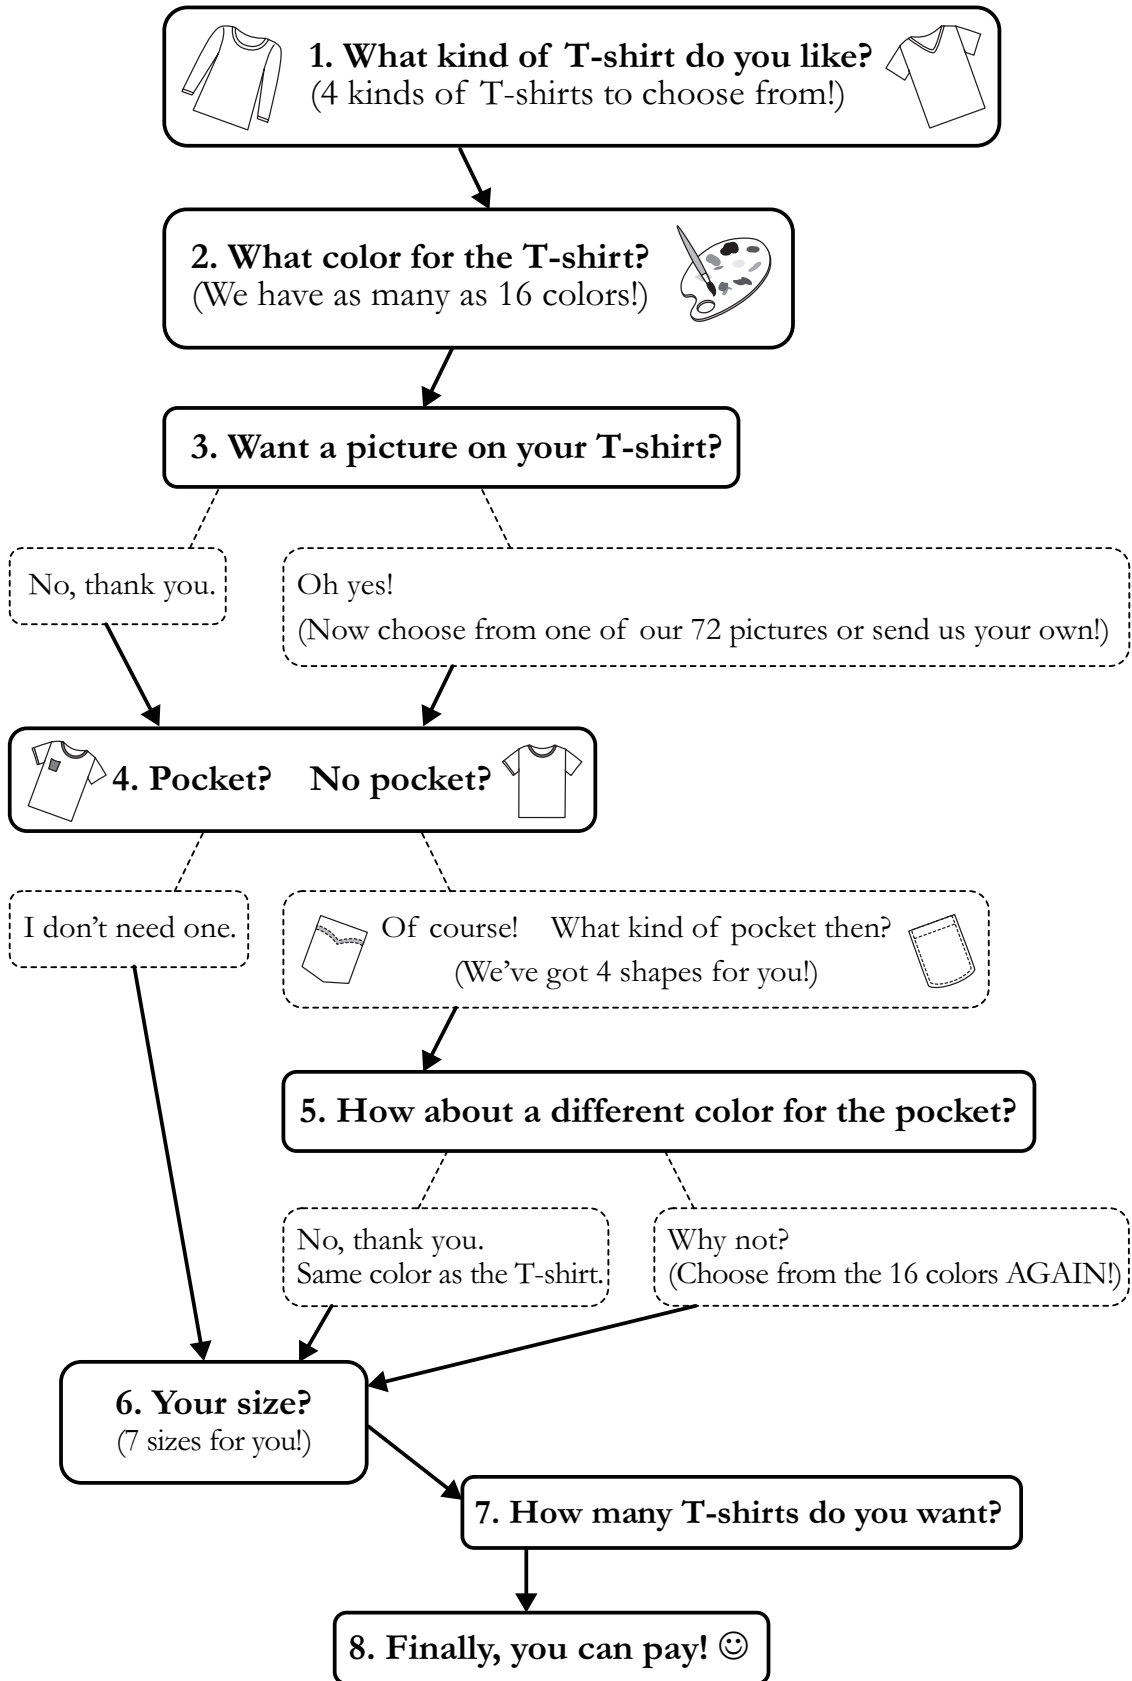 1. What kind of T-shirt do you like?
(4 kinds of T-shirts to choose from!)
2. What color for the T-shirt?
(We have as many as 16 colors!)
3. Want a picture on your T-shirt?
No, thank you.
Oh yes!
(Now choose from one of our 72 pictures or send us your own!)
4. Pocket? No pocket?
I don't need one.
Of course! What kind of pocket then?
(We've got 4 shapes for you!)
5. How about a different color for the pocket?
No, thank you.
Same color as the T-shirt.
Why not?
(Choose from the 16 colors AGAIN!)
6. Your size?
(7 sizes for you!)
7. How many T-shirts do you want?
8. Finally, you can pay! ☺